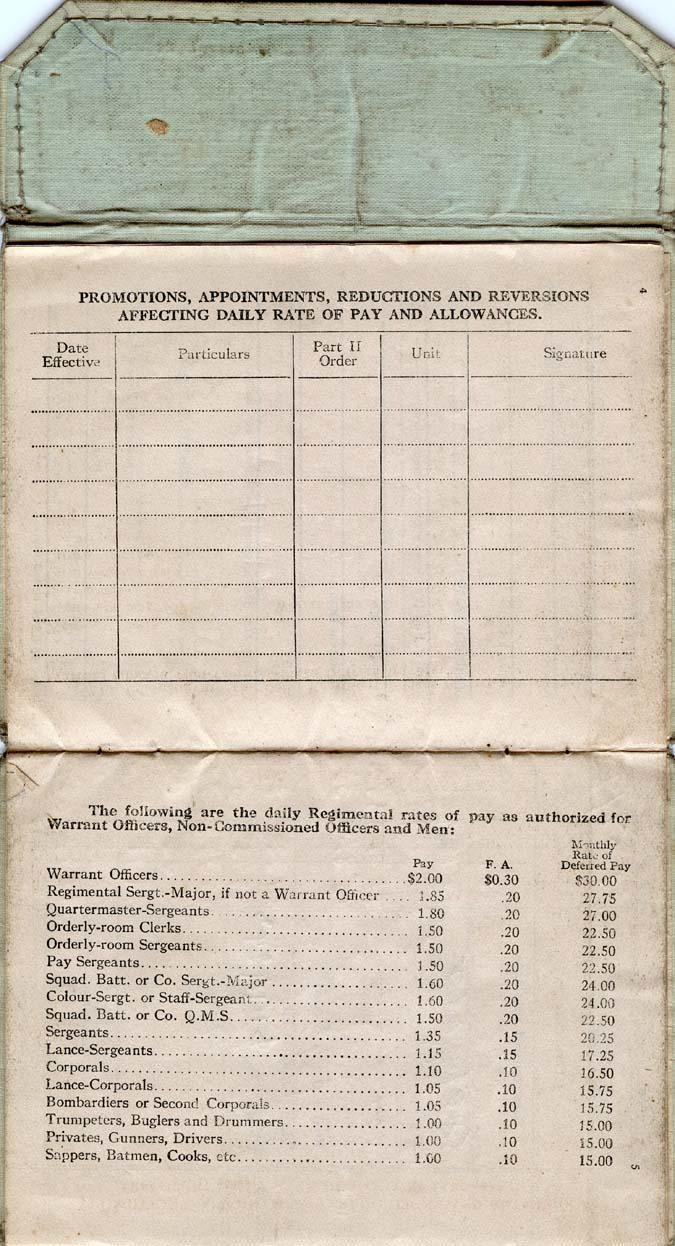 4
PROMOTIONS, APPOINTMENTS, REDUCTIONS AND REVERSIONS
AFFECTING DAILY RATE OF PAY AND ALLOWANCES.
Date Effective Particulars Part II Order Unit Signature
The following are the daily Regimental rates of pay as authorized for
Warrant Officers, Non-Commissioned Officers and Men:
Pay F. A. Monthly Rate of Deferred Pay
Warrant Officers $2.00 $0.30 $30.00
Regimental Sergt.-Major, if not a Warrant Officer 1.85 .20 27.75
Quartermaster-Sergeants 1.80 .20 27.00
Orderly-room Clerks 1.50 .20 22.50
Orderly-room Sergeants 1.50 .20 22.50
Pay Sergeants 1.50 .20 22.50
Squad. Batt. or Co. Sergt.-Major 1.60 .20 24.00
Colour-Sergt. or Staff-Sergeant 1.60 .20 24.00
Squad. Batt. or Co. Q.M.S. 1.50 .20 22.50
Sergeants 1.35 .15 20.25
Lance-Sergeants 1.15 .15 17.25
Corporals 1.10 .10 16.50
Lance-Corporals 1.05 .10 15.75
Bombardiers or Second Corporals 1.05 .10 15.75
Trumpeters, Buglers and Drummers 1.00 .10 15.00
Privates, Gunners, Drivers 1.00 .10 15.00
Sappers, Batmen, Cooks, etc. 1.00 .10 15.00
5